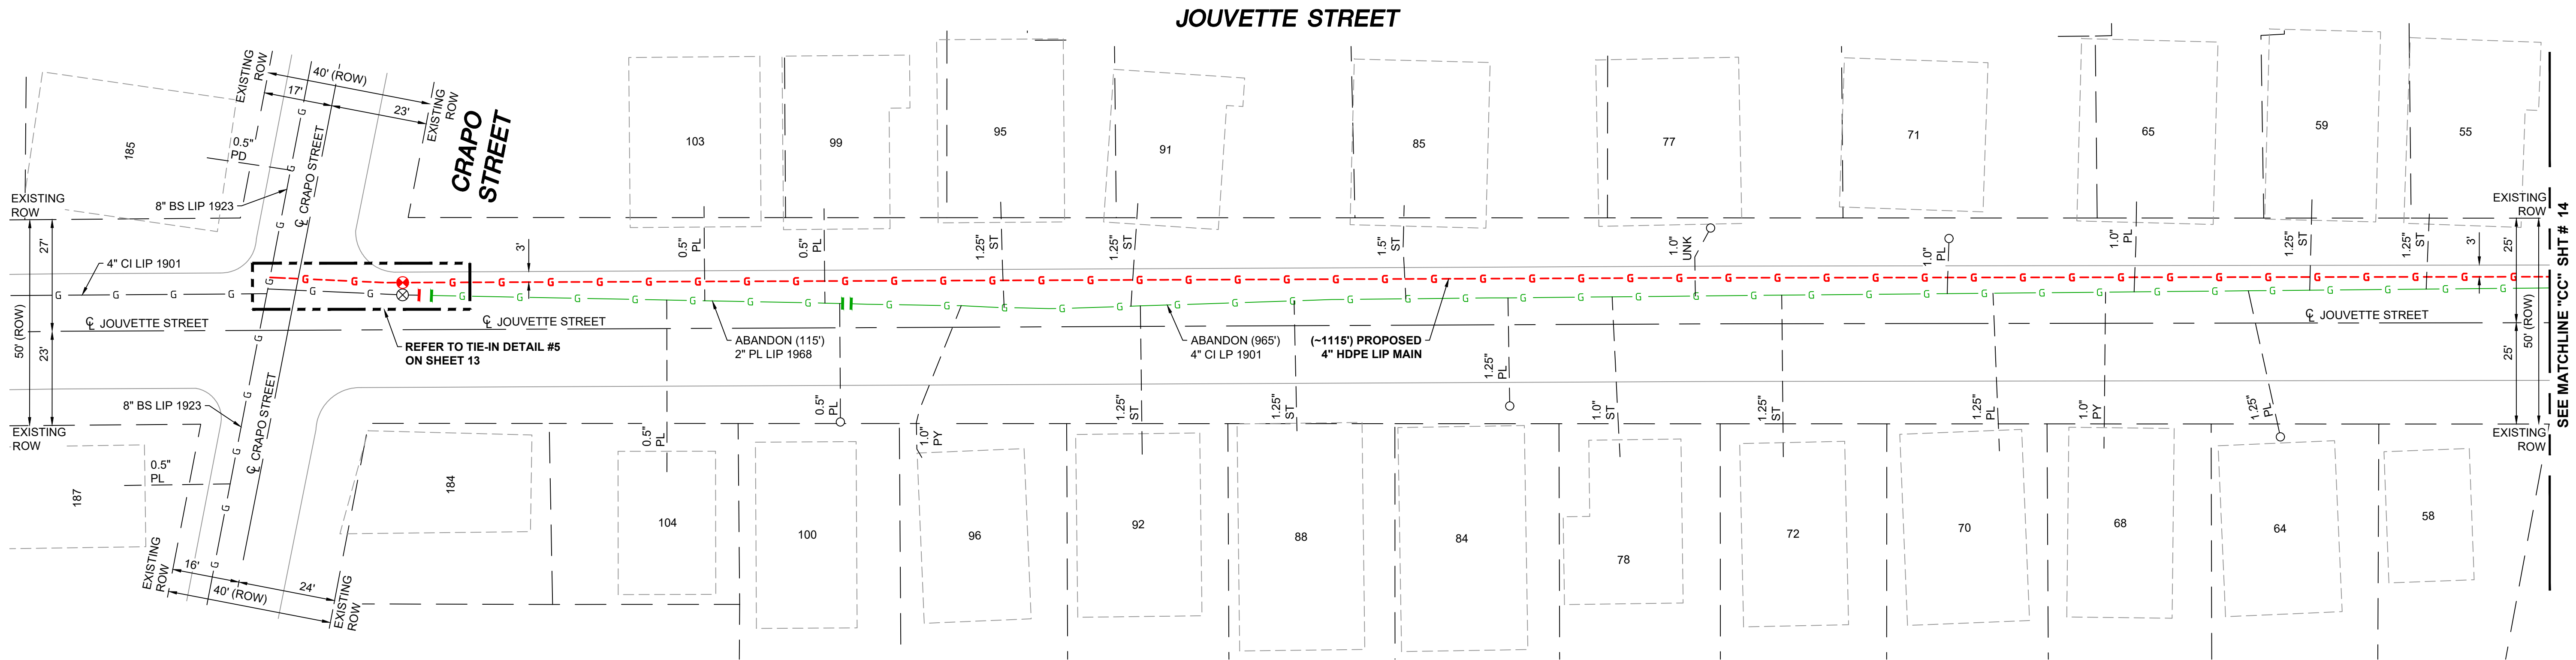 JOUVETTE STREET
EXISTING
ROW
40' (ROW)
17'
23'
EXISTING
ROW
CRAPO
STREET
185
0.5"
PD
℄ CRAPO STREET
8" BS LIP 1923
EXISTING
ROW
27'
4" CI LIP 1901
50' (ROW)
23'
℄ JOUVETTE STREET
℄ JOUVETTE STREET
REFER TO TIE-IN DETAIL #5
ON SHEET 13
3'
103
99
95
91
85
77
71
65
59
55
0.5"
PL
0.5"
PL
1.25"
ST
1.25"
ST
1.5"
ST
1.0"
UNK
1.0"
PL
1.0"
PL
1.25"
ST
1.25"
ST
3'
EXISTING
ROW
25'
50' (ROW)
25'
SEE MATCHLINE "CC" SHT # 14
G G G G G G G G G G G G G G G G G G G G G G G G G G G G G G G G G G
G G G G G G G G G G G G G G G G G G G G G G G G G G G G G G G G
℄ JOUVETTE STREET
ABANDON (115')
2" PL LIP 1968
ABANDON (965')
4" CI LP 1901
(~1115') PROPOSED
4" HDPE LIP MAIN
8" BS LIP 1923
℄ CRAPO STREET
EXISTING
ROW
0.5"
PL
187
184
0.5"
PL
0.5"
PL
1.0"
PY
1.25"
ST
1.25"
ST
1.25"
PL
1.0"
ST
1.25"
ST
1.25"
PL
1.0"
PY
1.25"
PL
EXISTING
ROW
104
100
96
92
88
84
78
72
70
68
64
58
EXISTING
ROW
16'
24'
40' (ROW)
EXISTING
ROW